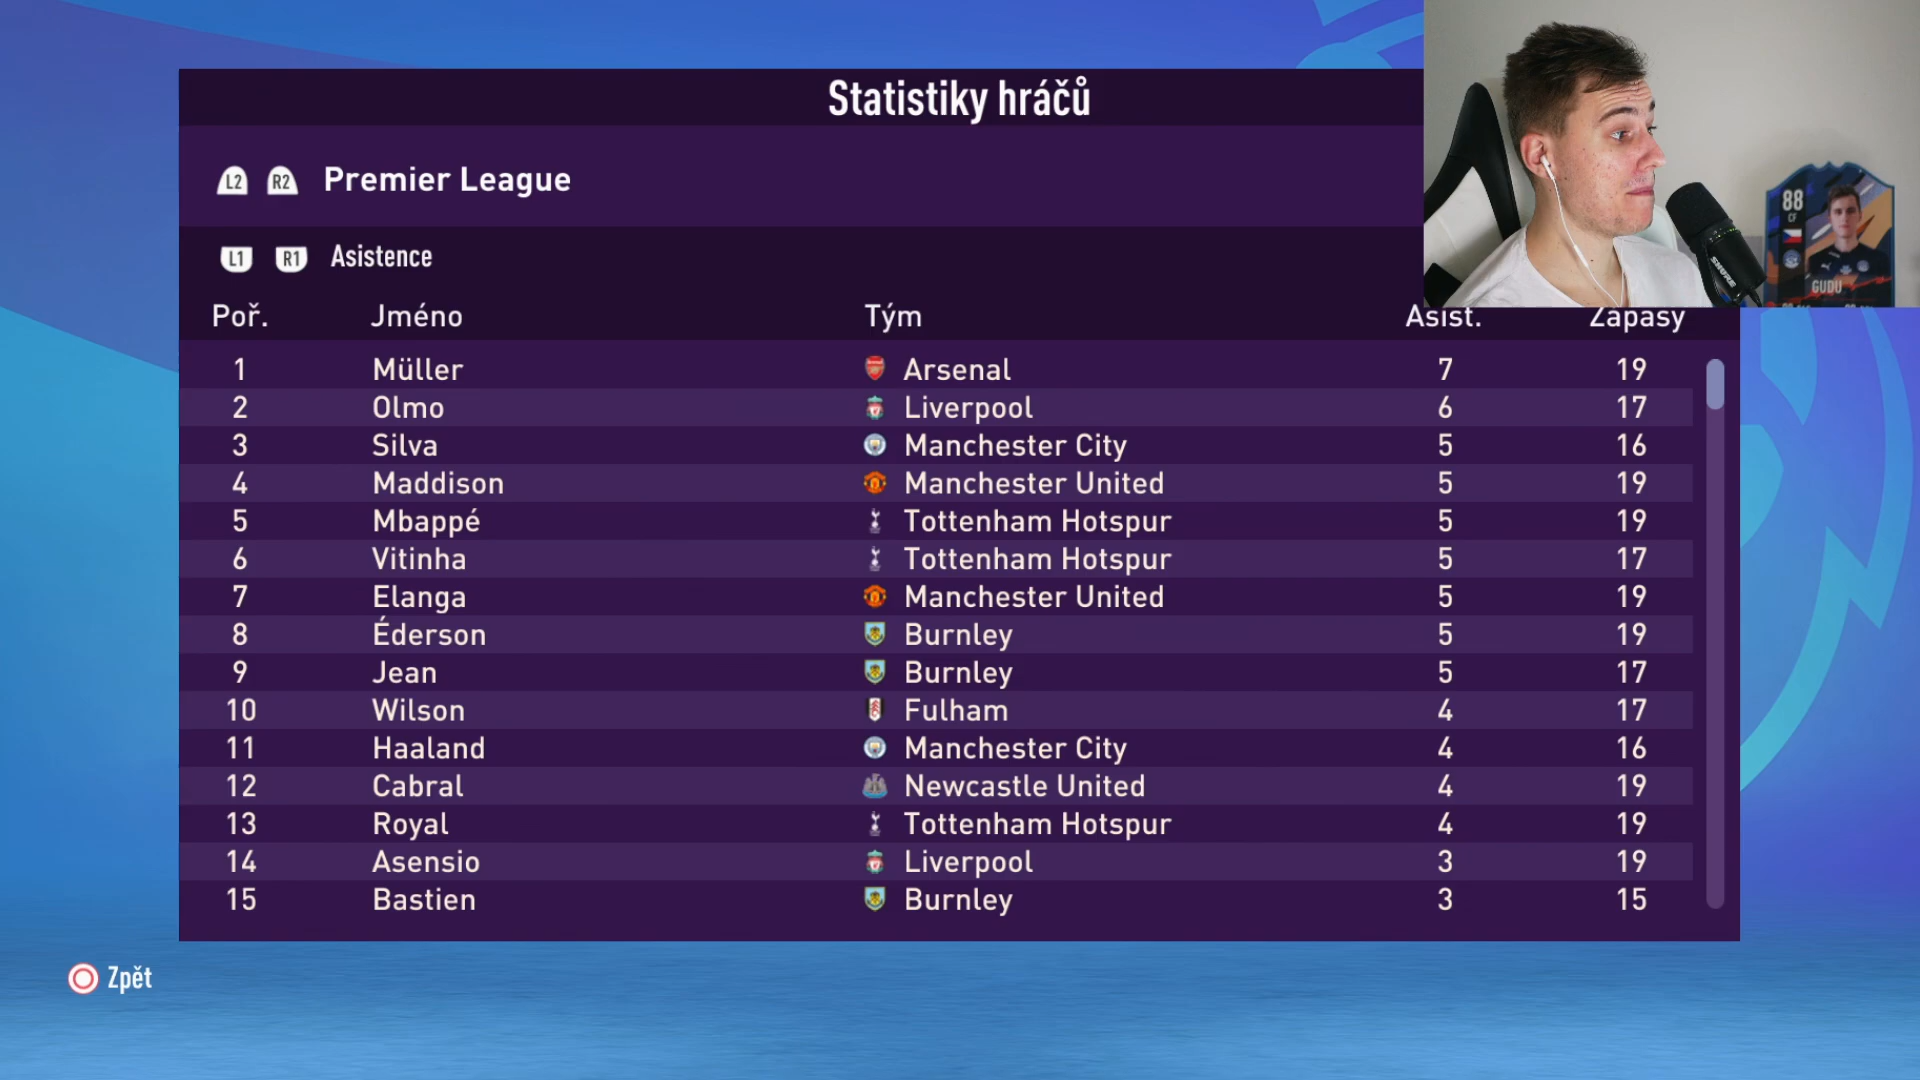 Statistiky hráčů
L2 R2 Premier League
L1 R1 Asistence
Poř. Jméno Tým Asist. Zápasy
1 Müller Arsenal 7 19
2 Olmo Liverpool 6 17
3 Silva Manchester City 5 16
4 Maddison Manchester United 5 19
5 Mbappé Tottenham Hotspur 5 19
6 Vitinha Tottenham Hotspur 5 17
7 Elanga Manchester United 5 19
8 Éderson Burnley 5 19
9 Jean Burnley 5 17
10 Wilson Fulham 4 17
11 Haaland Manchester City 4 16
12 Cabral Newcastle United 4 19
13 Royal Tottenham Hotspur 4 19
14 Asensio Liverpool 3 19
15 Bastien Burnley 3 15
Zpět
SHURE
88
CF
GUDU